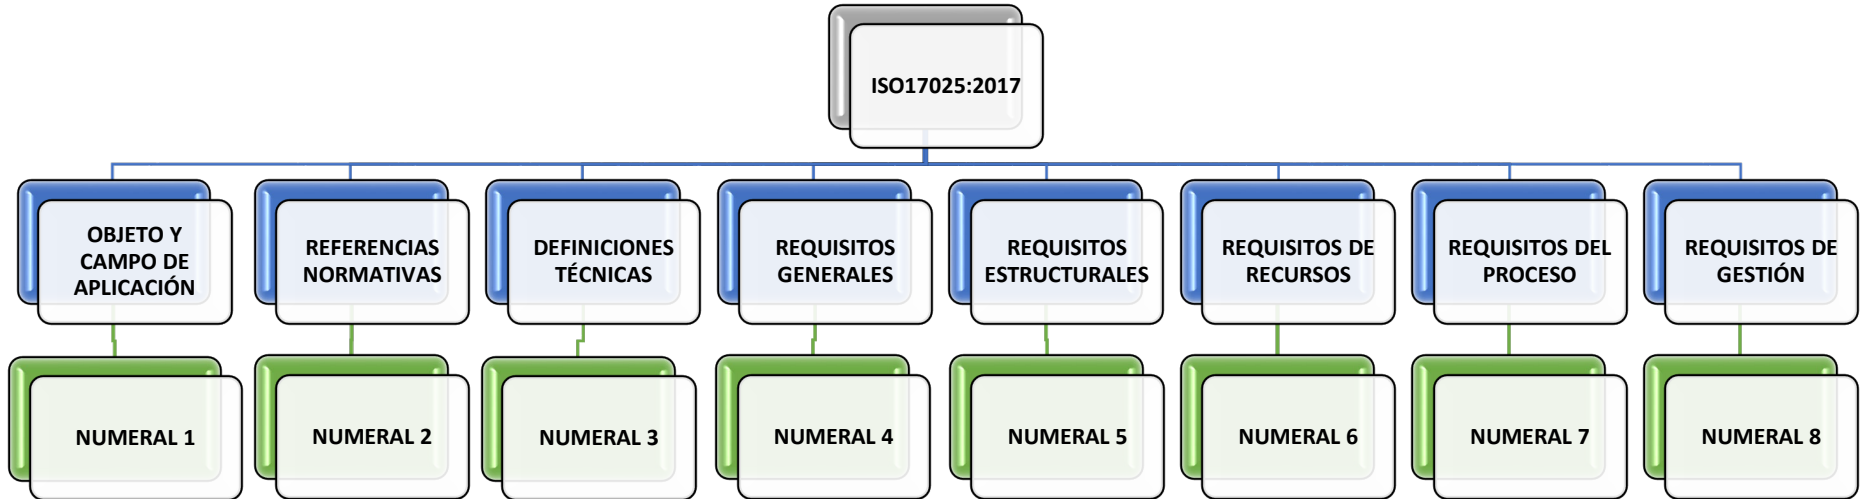 ISO17025:2017
OBJETO Y
CAMPO DE
APLICACIÓN
REFERENCIAS
NORMATIVAS
DEFINICIONES
TÉCNICAS
REQUISITOS
GENERALES
REQUISITOS
ESTRUCTURALES
REQUISITOS DE
RECURSOS
REQUISITOS DEL
PROCESO
REQUISITOS DE
GESTIÓN
NUMERAL 1
NUMERAL 2
NUMERAL 3
NUMERAL 4
NUMERAL 5
NUMERAL 6
NUMERAL 7
NUMERAL 8